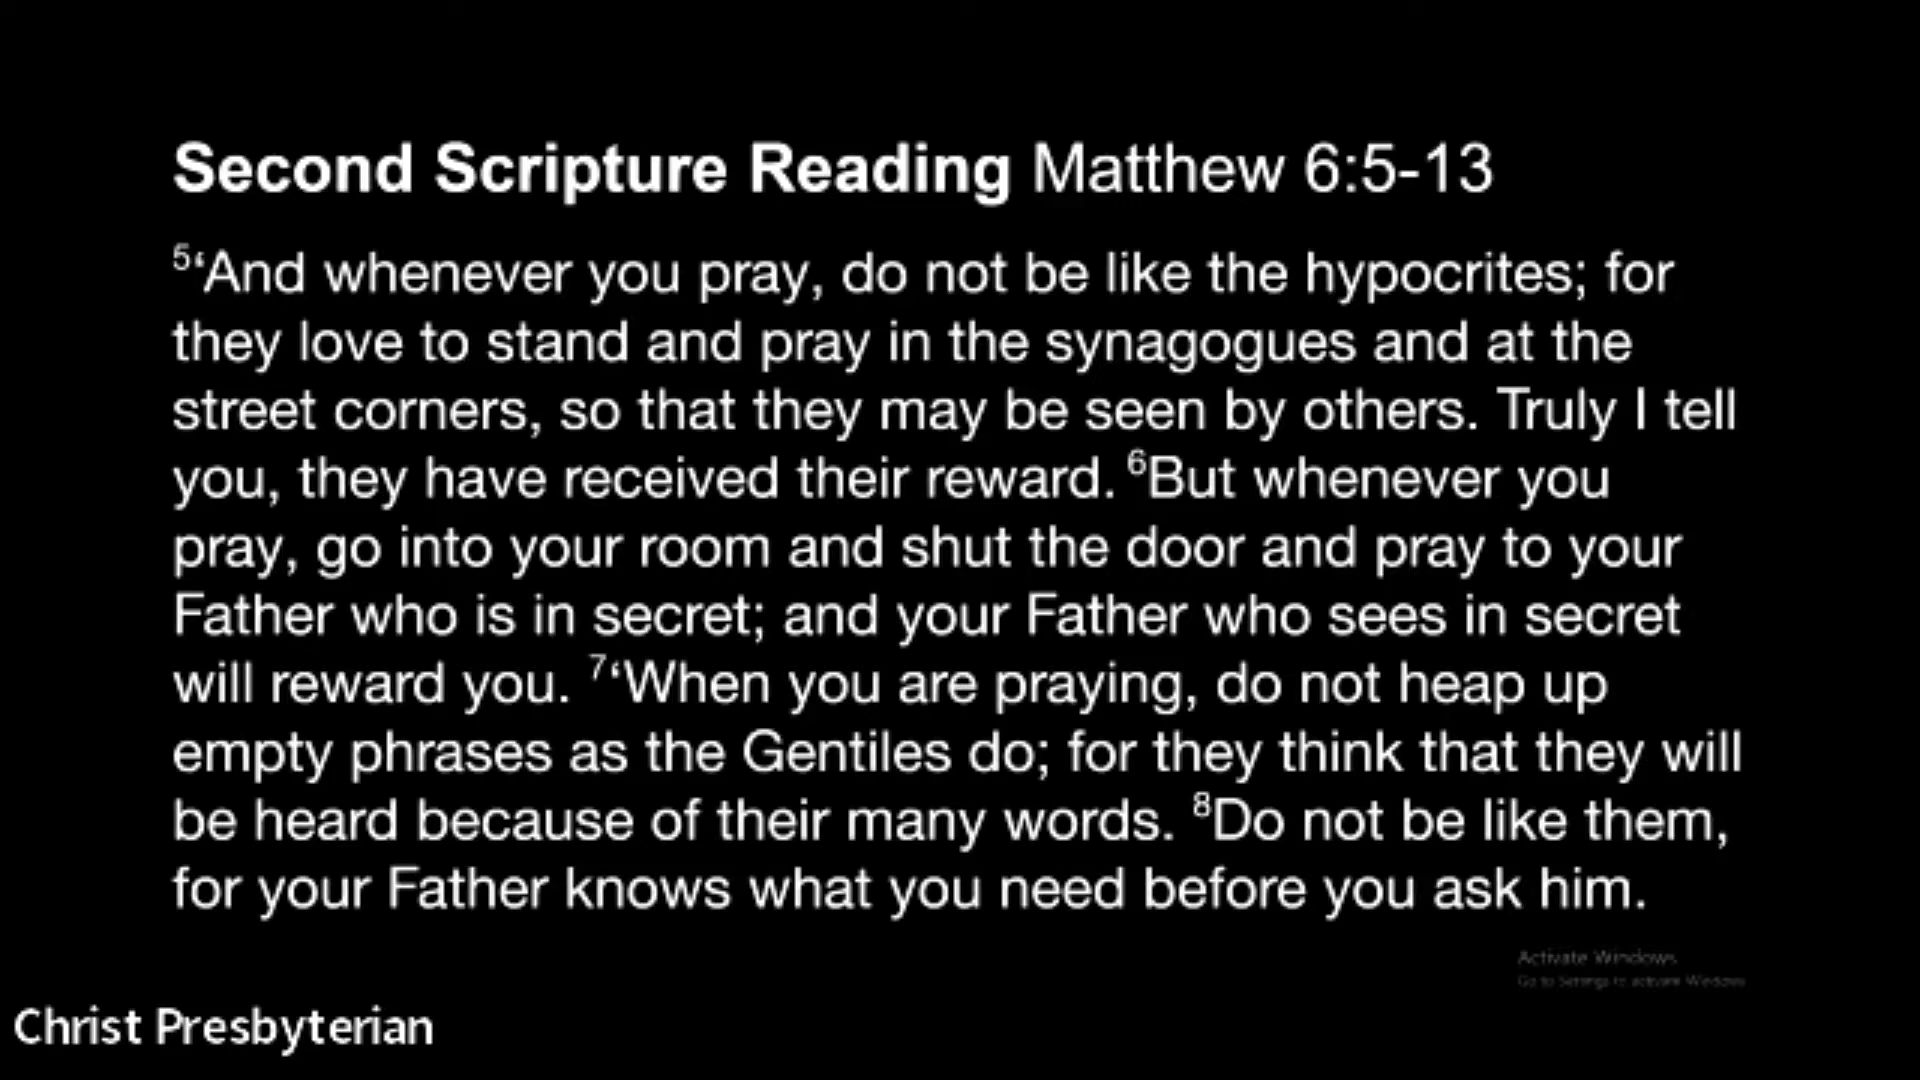 Second Scripture Reading Matthew 6:5-13
⁵‘And whenever you pray, do not be like the hypocrites; for
they love to stand and pray in the synagogues and at the
street corners, so that they may be seen by others. Truly I tell
you, they have received their reward. ⁶But whenever you
pray, go into your room and shut the door and pray to your
Father who is in secret; and your Father who sees in secret
will reward you. ⁷‘When you are praying, do not heap up
empty phrases as the Gentiles do; for they think that they will
be heard because of their many words. ⁸Do not be like them,
for your Father knows what you need before you ask him.
Activate Windows
Go to Settings to activate Windows
Christ Presbyterian